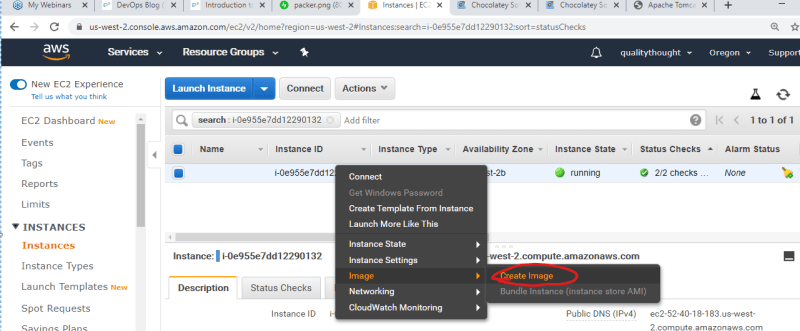 My Webinars
DevOps Blog (
Introduction t
packer.png (80
Instances | EC2
Chocolatey So
Chocolatey So
Apache Tomca
us-west-2.console.aws.amazon.com/ec2/v2/home?region=us-west-2#Instances:search=i-0e955e7dd12290132;sort=statusChecks
aws
Services
Resource Groups
qualitythought
Oregon
Support
New EC2 Experience
Tell us what you think
Launch Instance
Connect
Actions
search : i-0e955e7dd12290132
Add filter
1 to 1 of 1
EC2 Dashboard New
Events
Tags
Reports
Limits
INSTANCES
Instances
Instance Types
Launch Templates New
Spot Requests
Savings Plans
Name
Instance ID
Instance Type
Availability Zone
Instance State
Status Checks
Alarm Status
i-0e955e7dd12
st-2b
running
2/2 checks ...
None
Connect
Get Windows Password
Create Template From Instance
Launch More Like This
Instance State
Instance Settings
Image
Networking
CloudWatch Monitoring
Create Image
Bundle Instance (instance store AMI)
Instance: i-0e955e7dd12290132
-west-2.compute.amazonaws.com
Description
Status Checks
Instance ID
Public DNS (IPv4)
ec2-52-40-18-183.us-west-2.compute.amazonaws.com